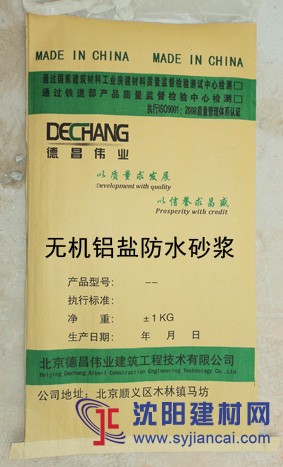 MADE IN CHINA MADE IN CHINA
通过国家建筑材料工业房建材料质量监督检验测试中心检测
通过铁道部产品质量监督检验中心检测
执行ISO9001:2008质量管理体系认证
DECHANG
德昌伟业
以质量求发展
Development with quality
以信誉求昌盛
Prosperity with credit
无机铝盐防水砂浆
产品型号: --
执行标准:
净 重: ±1KG
生产日期: 年 月 日
北京德昌伟业建筑工程技术有限公司
Beijing Dechang Albert Construction Engineering Technology Co.,Ltd
公司地址:北京顺义区木林镇马坊
沈阳建材网
www.syjiancai.com